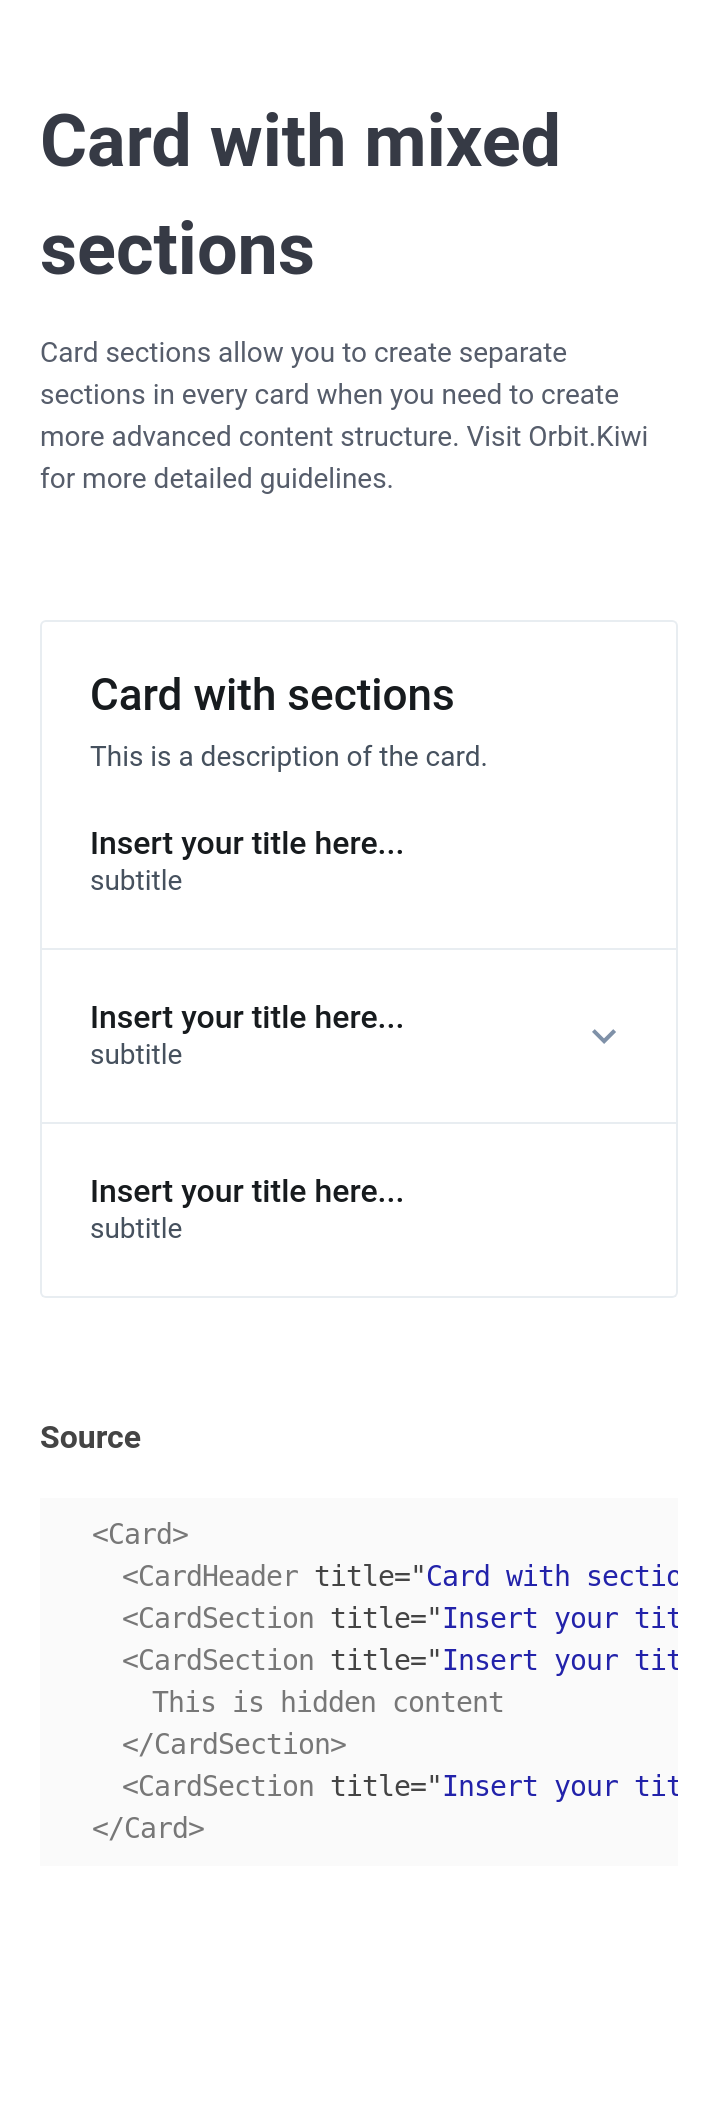 Card with mixed
sections
Card sections allow you to create separate
sections in every card when you need to create
more advanced content structure. Visit Orbit.Kiwi
for more detailed guidelines.
Card with sections
This is a description of the card.
Insert your title here...
subtitle
Insert your title here...
subtitle
Insert your title here...
subtitle
Source
<Card>
<CardHeader title="Card with sectio
<CardSection title="Insert your tit
<CardSection title="Insert your tit
This is hidden content
</CardSection>
<CardSection title="Insert your tit
</Card>